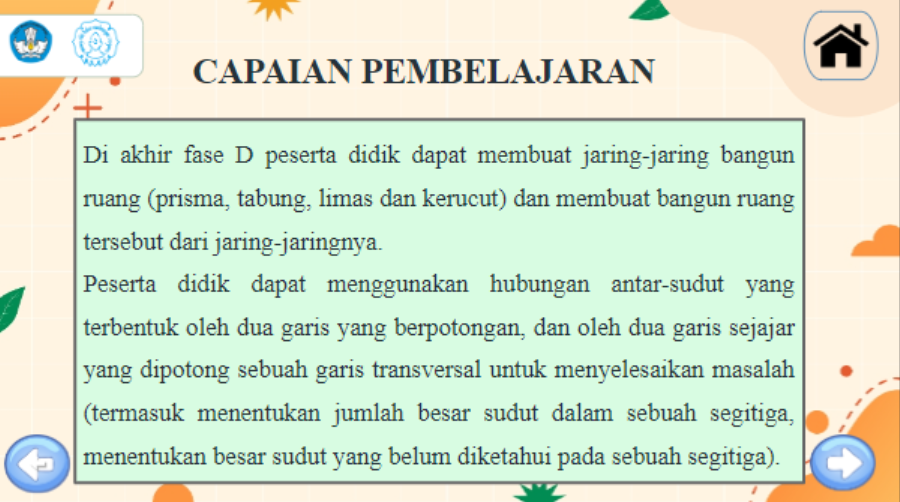 CAPAIAN PEMBELAJARAN
Di akhir fase D peserta didik dapat membuat jaring-jaring bangun
ruang (prisma, tabung, limas dan kerucut) dan membuat bangun ruang
tersebut dari jaring-jaringnya.
Peserta didik dapat menggunakan hubungan antar-sudut yang
terbentuk oleh dua garis yang berpotongan, dan oleh dua garis sejajar
yang dipotong sebuah garis transversal untuk menyelesaikan masalah
(termasuk menentukan jumlah besar sudut dalam sebuah segitiga,
menentukan besar sudut yang belum diketahui pada sebuah segitiga).